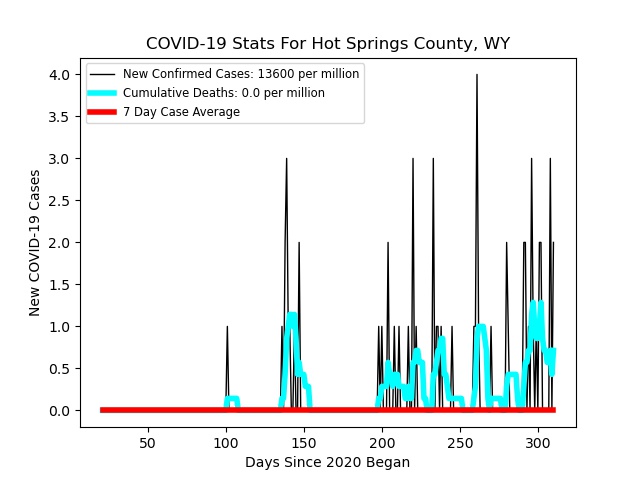 COVID-19 Stats For Hot Springs County, WY
New Confirmed Cases: 13600 per million
Cumulative Deaths: 0.0 per million
7 Day Case Average
New COVID-19 Cases
4.0
3.5
3.0
2.5
2.0
1.5
1.0
0.5
0.0
50 100 150 200 250 300
Days Since 2020 Began